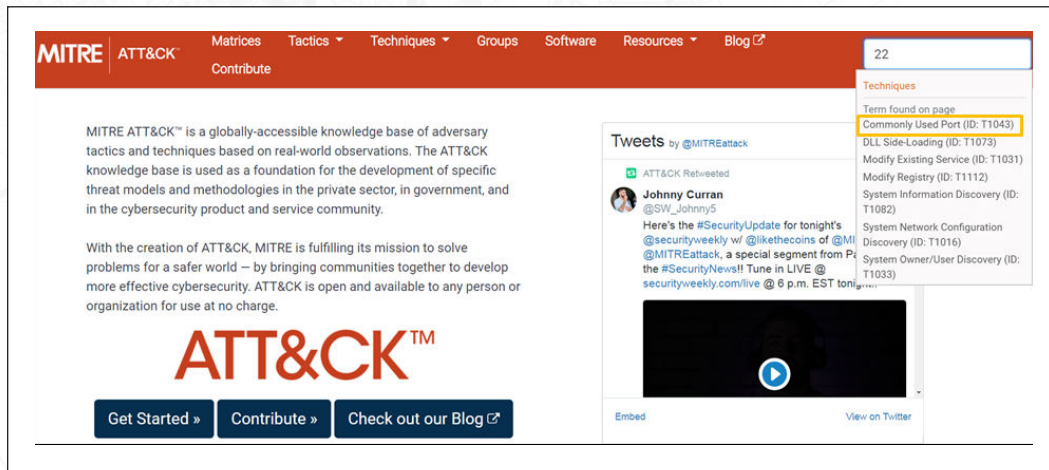 MITRE ATT&CK™
Matrices Tactics Techniques Groups Software Resources Blog
Contribute
22
Techniques
Term found on page
Commonly Used Port (ID: T1043)
DLL Side-Loading (ID: T1073)
Modify Existing Service (ID: T1031)
Modify Registry (ID: T1112)
System Information Discovery (ID:
T1082)
System Network Configuration
Discovery (ID: T1016)
System Owner/User Discovery (ID:
T1033)
MITRE ATT&CK™ is a globally-accessible knowledge base of adversary
tactics and techniques based on real-world observations. The ATT&CK
knowledge base is used as a foundation for the development of specific
threat models and methodologies in the private sector, in government, and
in the cybersecurity product and service community.
With the creation of ATT&CK, MITRE is fulfilling its mission to solve
problems for a safer world — by bringing communities together to develop
more effective cybersecurity. ATT&CK is open and available to any person or
organization for use at no charge.
ATT&CK™
Get Started » Contribute » Check out our Blog
Tweets by @MITREattack
ATT&CK Retweeted
Johnny Curran
@SW_Johnny5
Here's the #SecurityUpdate for tonight's
@securityweekly w/ @likethecoins of @MI
@MITREattack, a special segment from Pa
the #SecurityNews!! Tune in LIVE @
securityweekly.com/live @ 6 p.m. EST
Embed View on Twitter